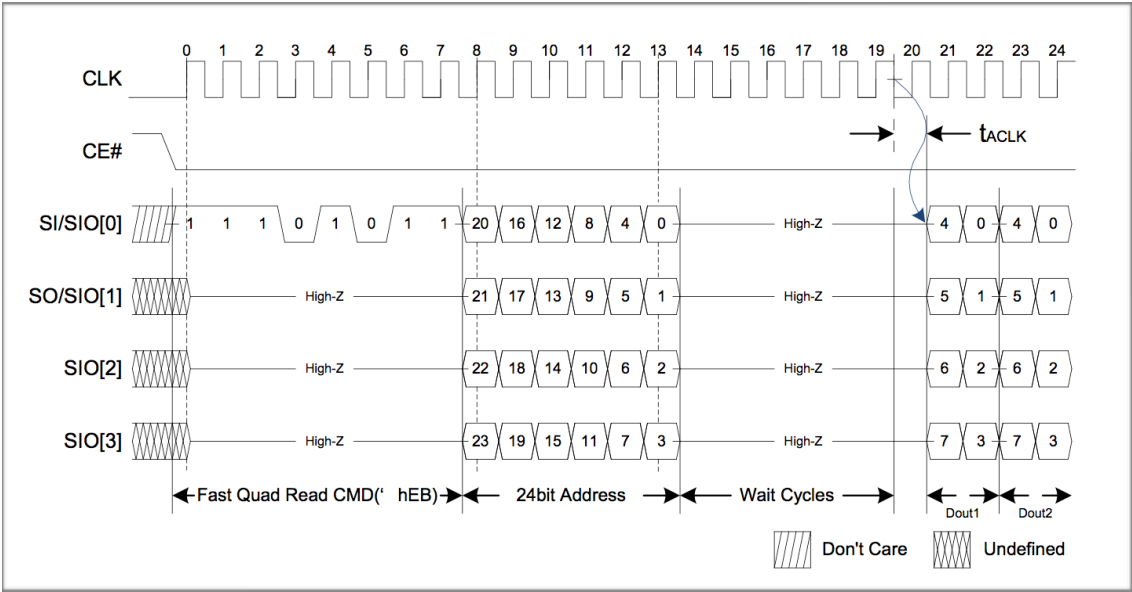 0 1 2 3 4 5 6 7 8 9 10 11 12 13 14 15 16 17 18 19 20 21 22 23 24
CLK
tACLK
CE#
SI/SIO[0] 1 1 1 0 1 0 1 1 20 16 12 8 4 0 High-Z 4 0 4 0
SO/SIO[1] High-Z 21 17 13 9 5 1 High-Z 5 1 5 1
SIO[2] High-Z 22 18 14 10 6 2 High-Z 6 2 6 2
SIO[3] High-Z 23 19 15 11 7 3 High-Z 7 3 7 3
Fast Quad Read CMD(‘ hEB) 24bit Address Wait Cycles
Dout1 Dout2
Don't Care Undefined